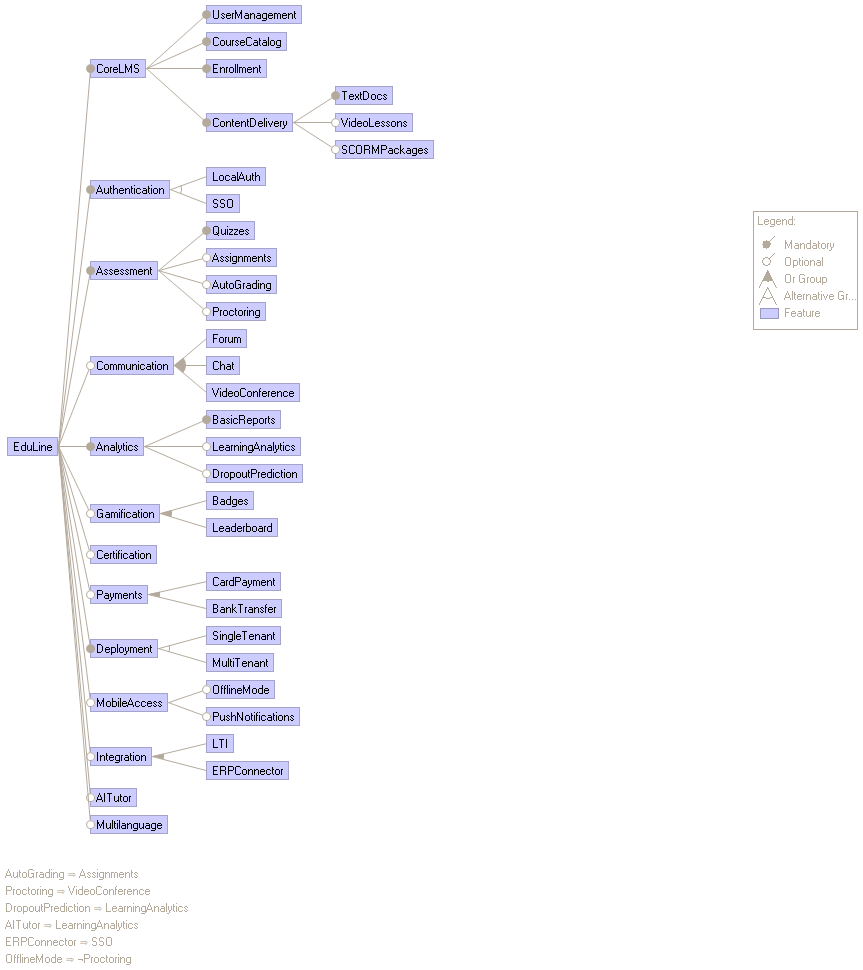 UserManagement
CourseCatalog
CoreLMS
Enrollment
TextDocs
ContentDelivery
VideoLessons
SCORMPackages
LocalAuth
Authentication
SSO
Quizzes
Assignments
Assessment
AutoGrading
Proctoring
Forum
Communication
Chat
VideoConference
BasicReports
EduLine
Analytics
LearningAnalytics
DropoutPrediction
Badges
Gamification
Leaderboard
Certification
CardPayment
Payments
BankTransfer
SingleTenant
Deployment
MultiTenant
OfflineMode
MobileAccess
PushNotifications
LTI
Integration
ERPConnector
AITutor
Multilanguage
Legend:
Mandatory
Optional
Or Group
Alternative Gr...
Feature
AutoGrading ⇒ Assignments
Proctoring ⇒ VideoConference
DropoutPrediction ⇒ LearningAnalytics
AITutor ⇒ LearningAnalytics
ERPConnector ⇒ SSO
OfflineMode ⇒ ¬Proctoring